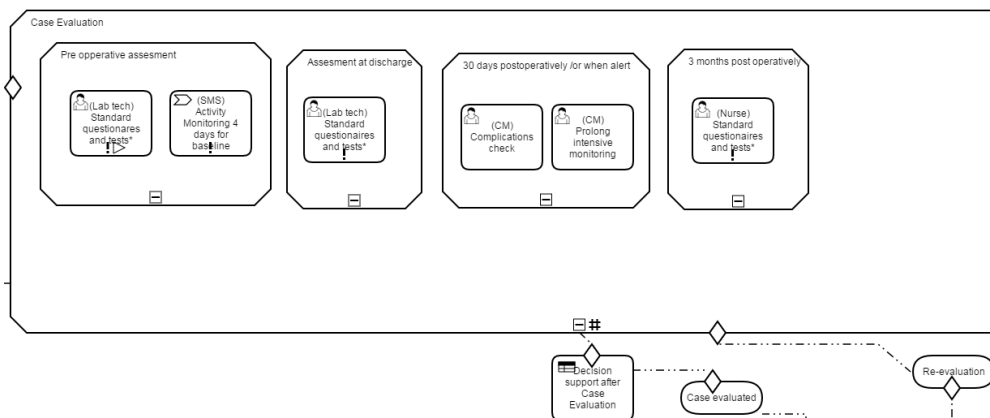 Case Evaluation
Pre opperative assesment
(Lab tech)
Standard
questionares
and tests*
(SMS)
Activity
Monitoring 4
days for
baseline
Assesment at discharge
(Lab tech)
Standard
questionaires
and tests*
30 days postoperatively /or when alert
(CM)
Complications
check
(CM)
Prolong
intensive
monitoring
3 months post operatively
(Nurse)
Standard
questionaires
and tests*
Decision
support after
Case
Evaluation
Case evaluated
Re-evaluation